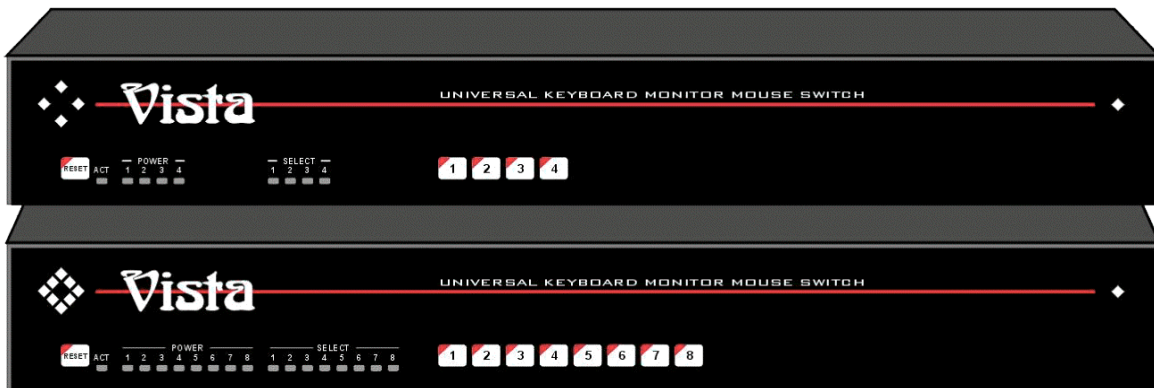 Vista
UNIVERSAL KEYBOARD MONITOR MOUSE SWITCH
POWER SELECT
RESET ACT 1 2 3 4 1 2 3 4 1 2 3 4
Vista
UNIVERSAL KEYBOARD MONITOR MOUSE SWITCH
POWER SELECT
RESET ACT 1 2 3 4 5 6 7 8 1 2 3 4 5 6 7 8 1 2 3 4 5 6 7 8